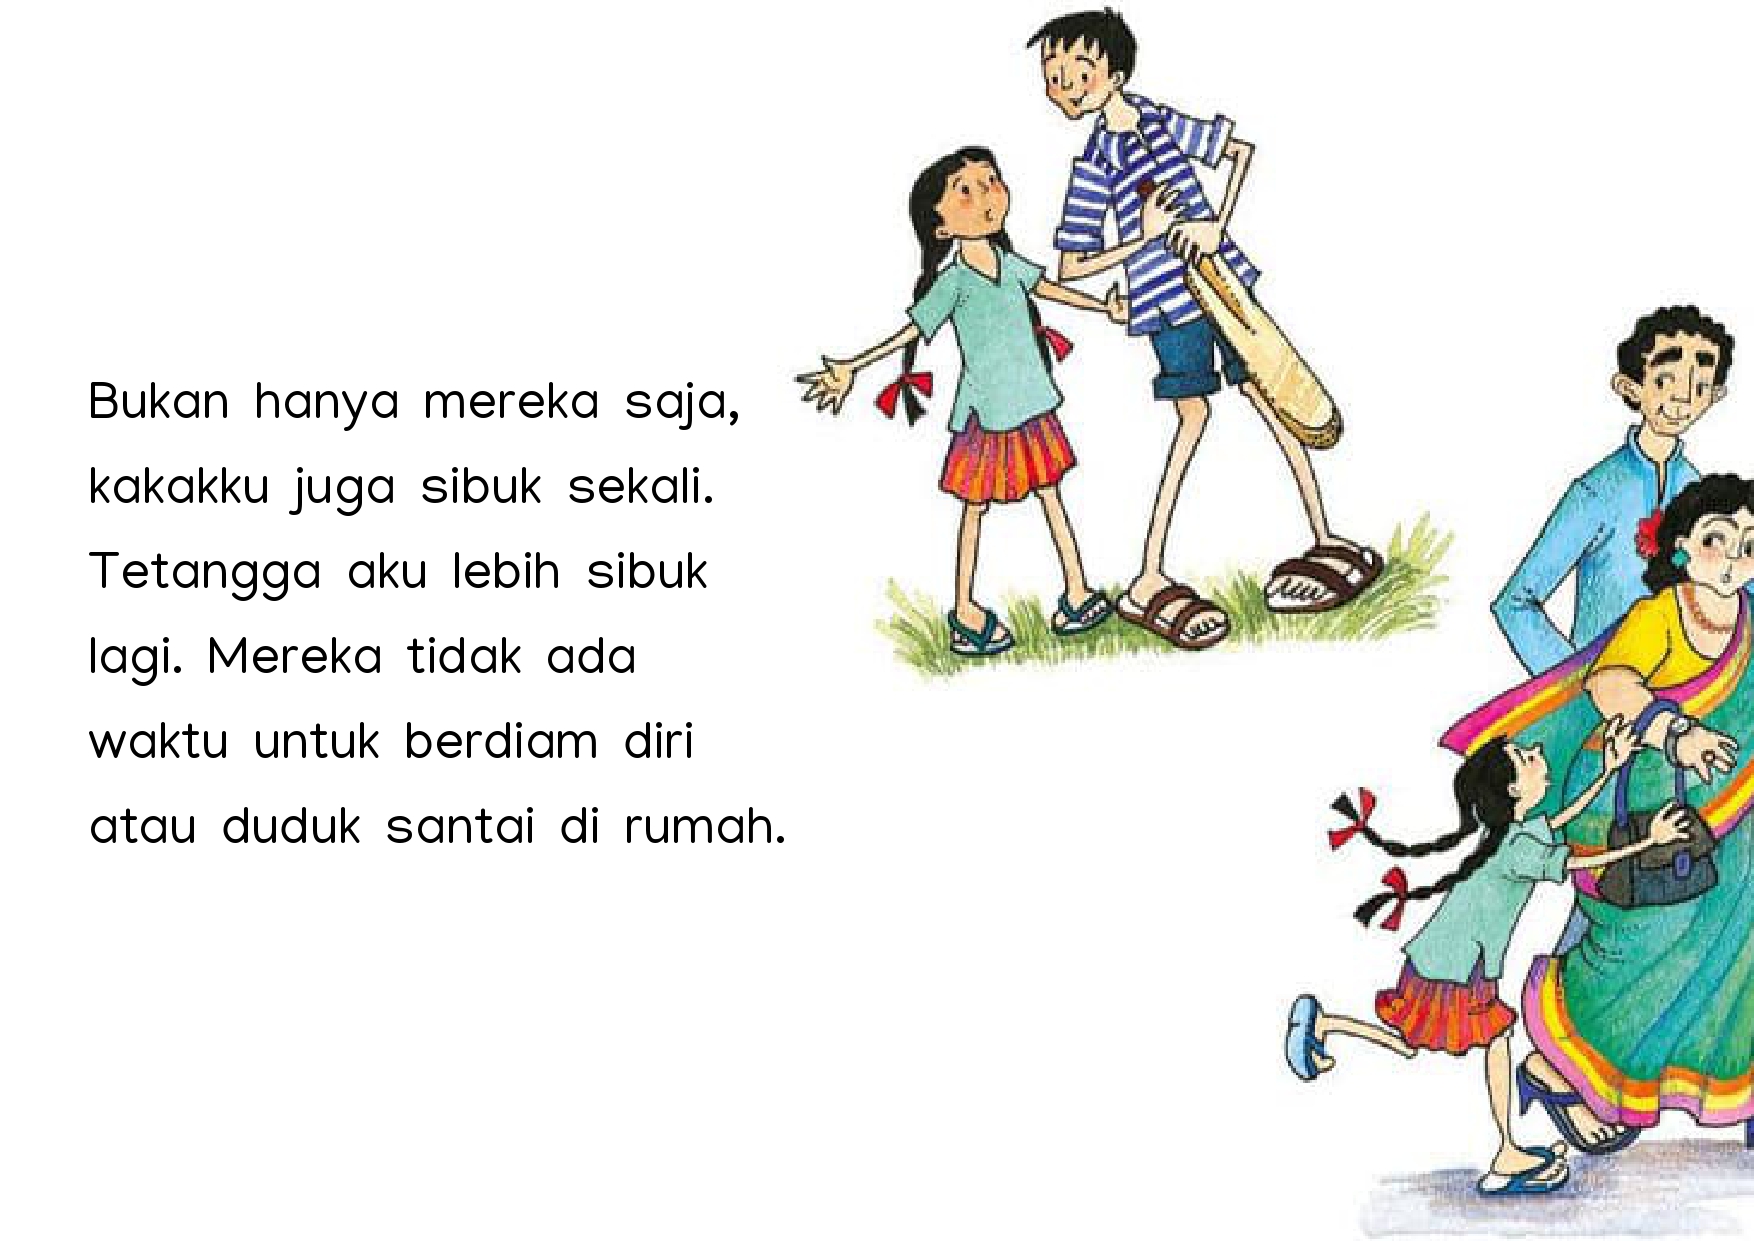 Bukan hanya mereka saja,
kakakku juga sibuk sekali.
Tetangga aku lebih sibuk
lagi. Mereka tidak ada
waktu untuk berdiam diri
atau duduk santai di rumah.